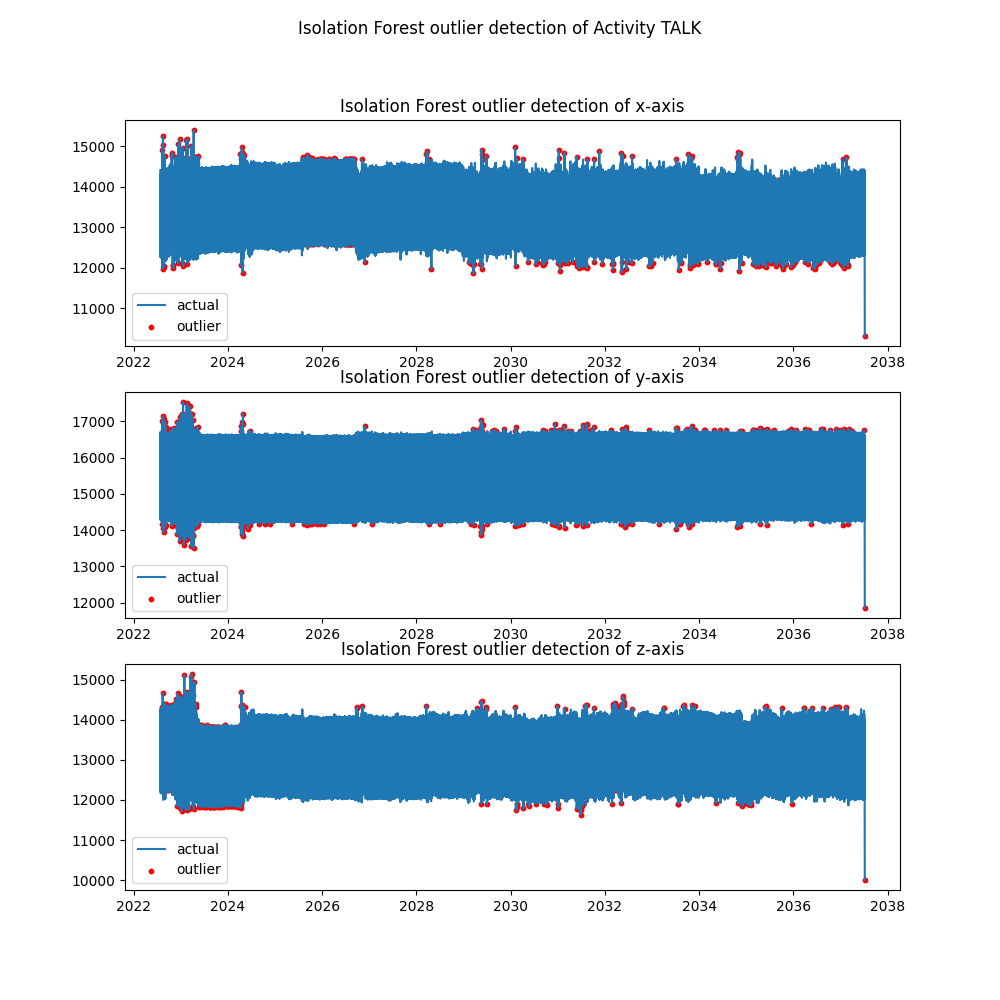 Isolation Forest outlier detection of Activity TALK
Isolation Forest outlier detection of x-axis
15000
14000
13000
12000
11000
actual
outlier
2022 2024 2026 2028 2030 2032 2034 2036 2038
Isolation Forest outlier detection of y-axis
17000
16000
15000
14000
13000
12000
actual
outlier
2022 2024 2026 2028 2030 2032 2034 2036 2038
Isolation Forest outlier detection of z-axis
15000
14000
13000
12000
11000
10000
actual
outlier
2022 2024 2026 2028 2030 2032 2034 2036 2038